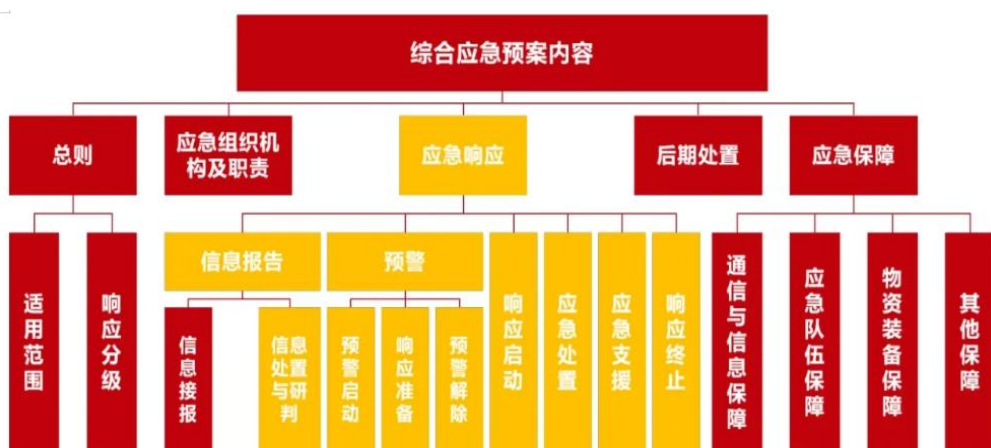 综合应急预案内容
总则
应急组织机
构及职责
应急响应
后期处置
应急保障
适用范围
响应分级
信息报告
预警
响应启动
应急处置
应急支援
响应终止
通信与信息保障
应急队伍保障
物资装备保障
其他保障
信息接报
信息
处置
与研
判
预警启动
响应准备
预警解除